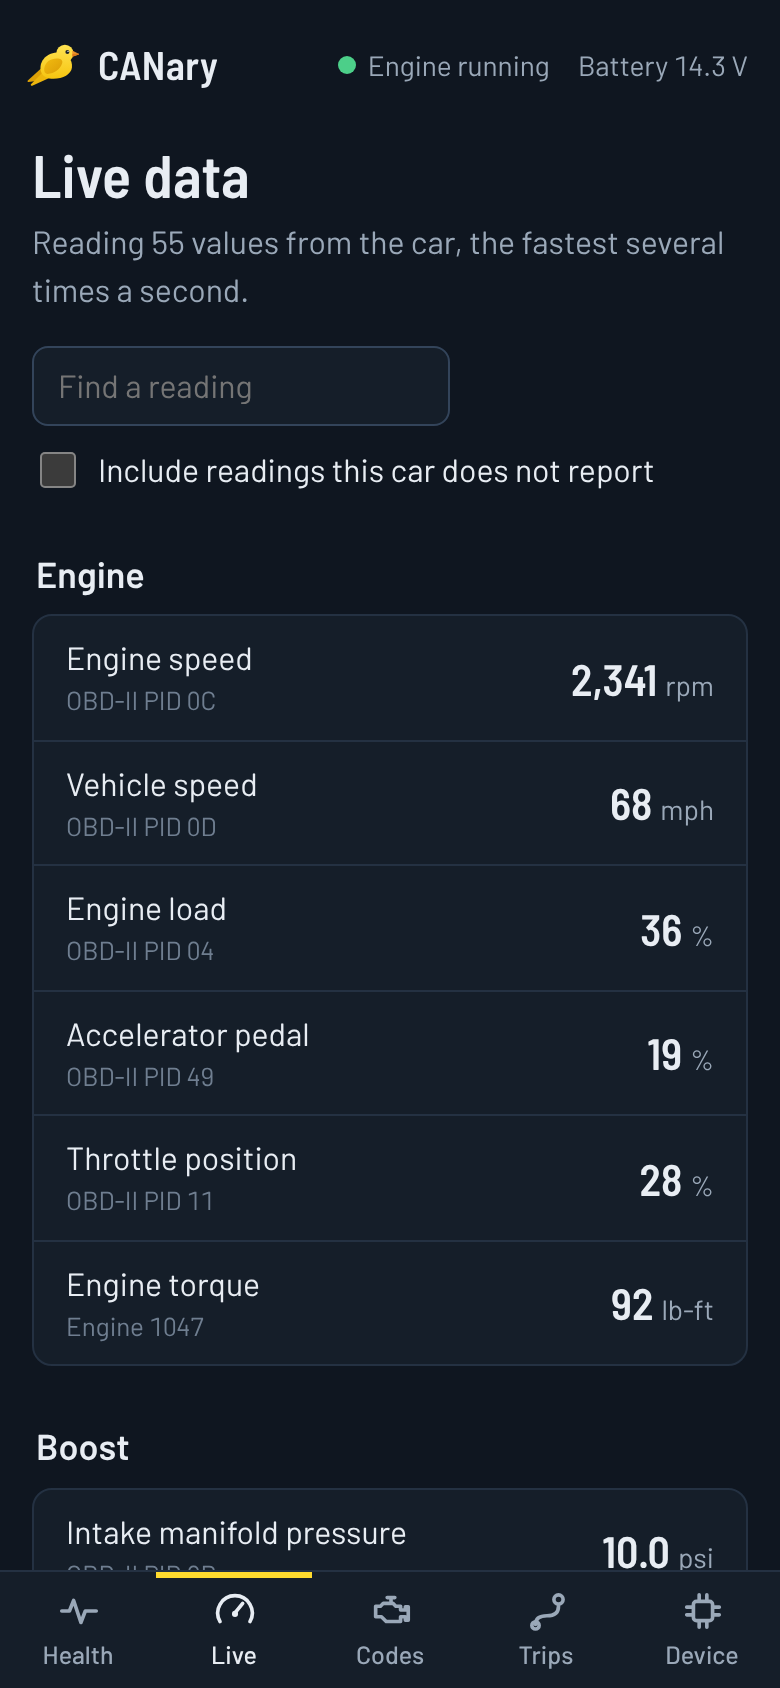 CANary
Engine running Battery 14.3 V
Live data
Reading 55 values from the car, the fastest several
times a second.
Find a reading
Include readings this car does not report
Engine
Engine speed
OBD-II PID 0C
2,341 rpm
Vehicle speed
OBD-II PID 0D
68 mph
Engine load
OBD-II PID 04
36 %
Accelerator pedal
OBD-II PID 49
19 %
Throttle position
OBD-II PID 11
28 %
Engine torque
Engine 1047
92 lb-ft
Boost
Intake manifold pressure
10.0 psi
Health
Live
Codes
Trips
Device